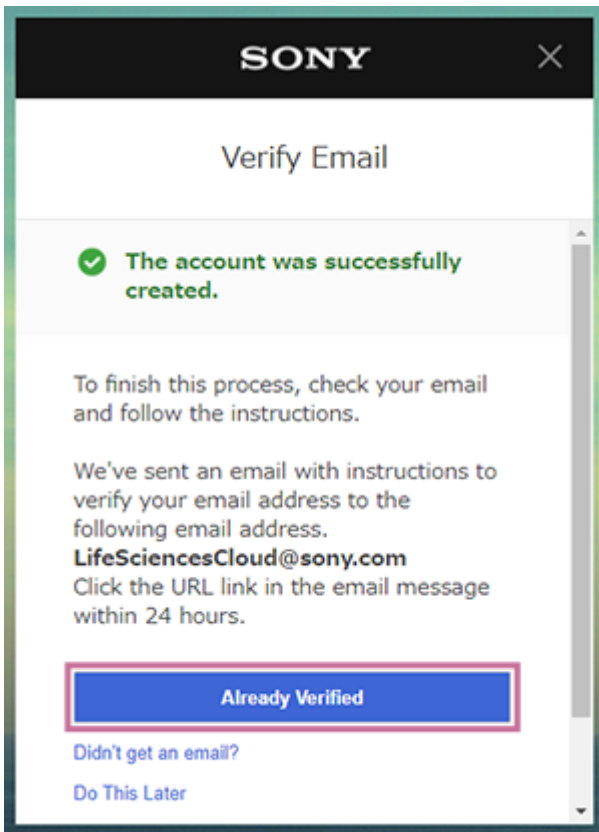 SONY
Verify Email
The account was successfully
created.
To finish this process, check your email
and follow the instructions.
We've sent an email with instructions to
verify your email address to the
following email address.
LifeSciencesCloud@sony.com
Click the URL link in the email message
within 24 hours.
Already Verified
Didn't get an email?
Do This Later